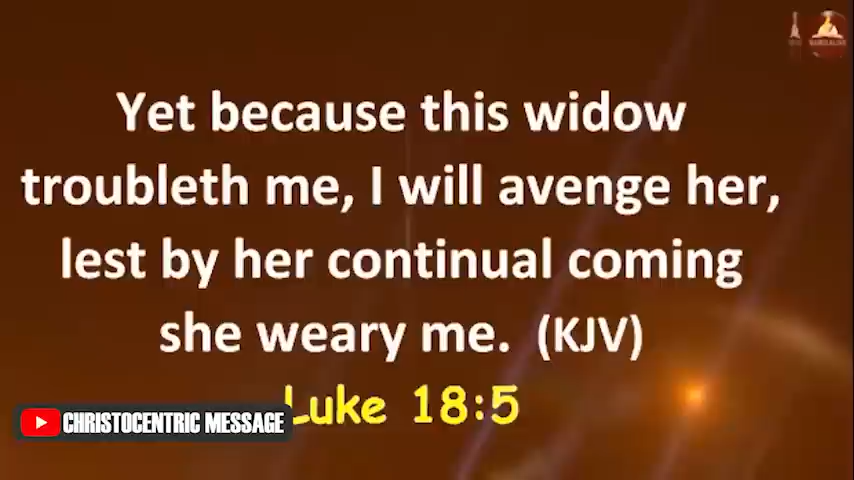 Yet because this widow
troubleth me, I will avenge her,
lest by her continual coming
she weary me. (KJV)
Luke 18:5
CHRISTOCENTRIC MESSAGE